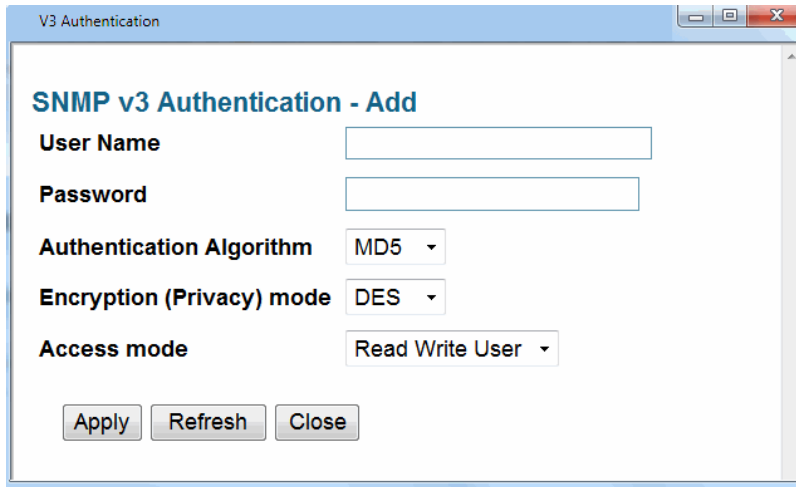 V3 Authentication
SNMP v3 Authentication - Add
User Name
Password
Authentication Algorithm MD5
Encryption (Privacy) mode DES
Access mode Read Write User
Apply Refresh Close